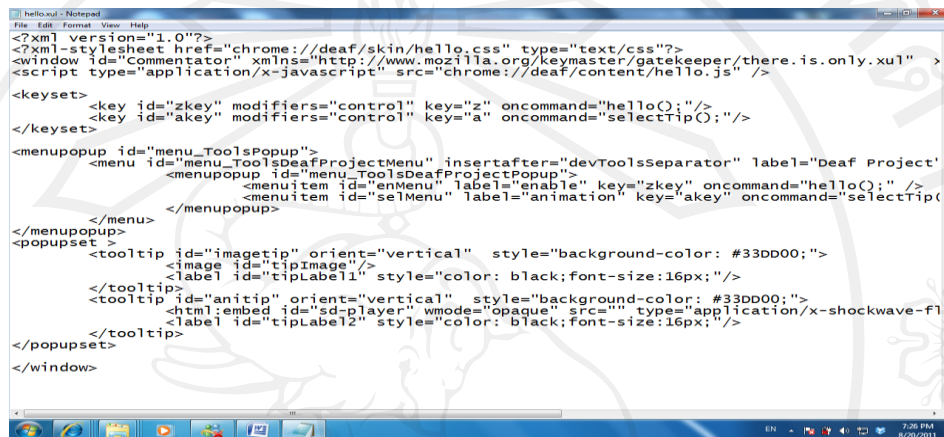 hello.xul - Notepad
File Edit Format View Help
<?xml version="1.0"?>
<?xml-stylesheet href="chrome://deaf/skin/hello.css" type="text/css"?>
<window id="Commentator" xmlns="http://www.mozilla.org/keymaster/gatekeeper/there.is.only.xul" >
<script type="application/x-javascript" src="chrome://deaf/content/hello.js" />
<keyset>
<key id="zkey" modifiers="control" key="z" oncommand="hello();"/>
<key id="akey" modifiers="control" key="a" oncommand="selectTip();"/>
</keyset>
<menupopup id="menu_ToolsPopup">
<menu id="menu_ToolsDeafProjectMenu" insertafter="devToolsSeparator" label="Deaf Project"
<menupopup id="menu_ToolsDeafProjectPopup">
<menuitem id="enMenu" label="enable" key="zkey" oncommand="hello();" />
<menuitem id="selMenu" label="animation" key="akey" oncommand="selectTip(
</menupopup>
</menu>
</menupopup>
<popupset >
<tooltip id="imagetip" orient="vertical" style="background-color: #33DD00;">
<image id="tipImage"/>
<label id="tipLabel1" style="color: black;font-size:16px;"/>
</tooltip>
<tooltip id="anitip" orient="vertical" style="background-color: #33DD00;">
<html:embed id="sd-player" wmode="opaque" src="" type="application/x-shockwave-fl
<label id="tipLabel2" style="color: black;font-size:16px;"/>
</tooltip>
</popupset>
</window>
EN 7:26 PM
8/20/2011